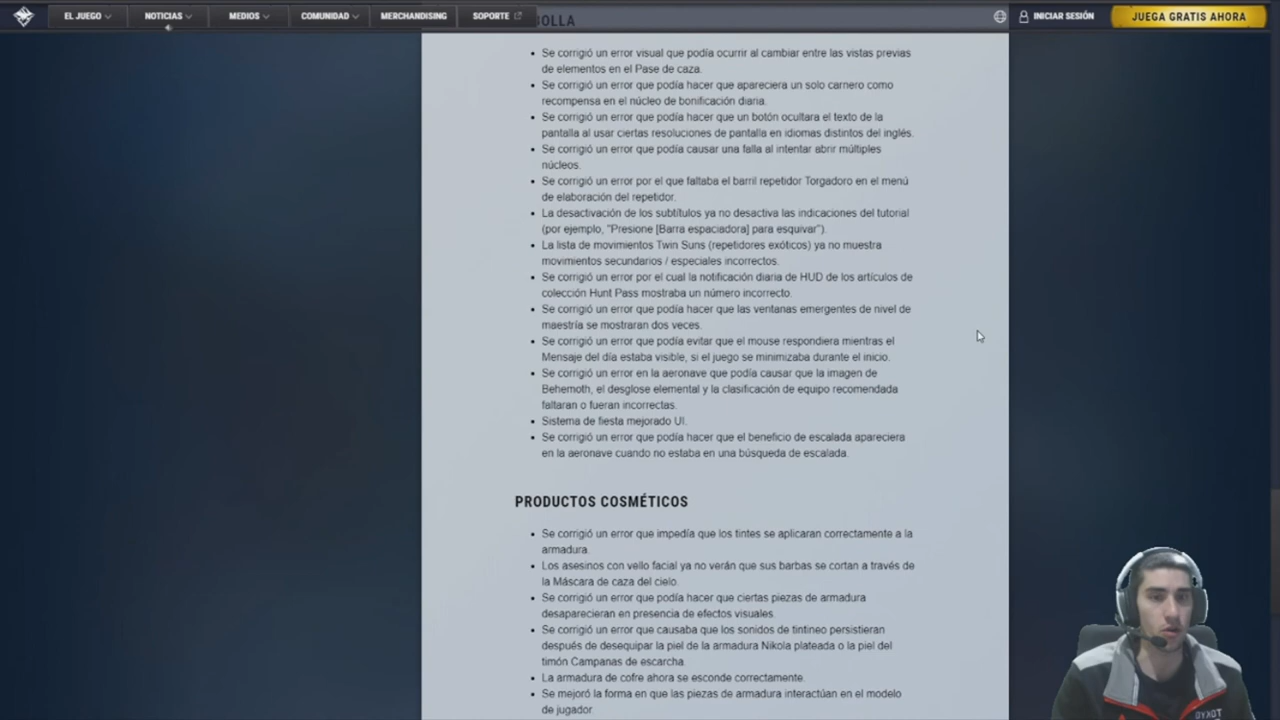 EL JUEGO
NOTICIAS
MEDIOS
COMUNIDAD
MERCHANDISING
SOPORTE
BOLLA
INICIAR SESIÓN
JUEGA GRATIS AHORA
Se corrigió un error visual que podía ocurrir al cambiar entre las vistas previas
de elementos en el Pase de caza.
Se corrigió un error que podía hacer que apareciera un solo carnero como
recompensa en el núcleo de bonificación diaria.
Se corrigió un error que podía hacer que un botón ocultara el texto de la
pantalla al usar ciertas resoluciones de pantalla en idiomas distintos del inglés.
Se corrigió un error que podía causar una falla al intentar abrir múltiples
núcleos.
Se corrigió un error por el que faltaba el barril repetidor Torgadoro en el menú
de elaboración del repetidor.
La desactivación de los subtítulos ya no desactiva las indicaciones del tutorial
(por ejemplo, "Presione [Barra espaciadora] para esquivar").
La lista de movimientos Twin Suns (repetidores exóticos) ya no muestra
movimientos secundarios / especiales incorrectos.
Se corrigió un error por el cual la notificación diaria de HUD de los artículos de
colección Hunt Pass mostraba un número incorrecto.
Se corrigió un error que podía hacer que las ventanas emergentes de nivel de
maestría se mostraran dos veces.
Se corrigió un error que podía evitar que el mouse respondiera mientras el
Mensaje del día estaba visible, si el juego se minimizaba durante el inicio.
Se corrigió un error en la aeronave que podía causar que la imagen de
Behemoth, el desglose elemental y la clasificación de equipo recomendada
faltaran o fueran incorrectas.
Sistema de fiesta mejorado UI.
Se corrigió un error que podía hacer que el beneficio de escalada apareciera
en la aeronave cuando no estaba en una búsqueda de escalada.
PRODUCTOS COSMÉTICOS
Se corrigió un error que impedía que los tintes se aplicaran correctamente a la
armadura.
Los asesinos con vello facial ya no verán que sus barbas se cortan a través de
la Máscara de caza del cielo.
Se corrigió un error que podía hacer que ciertas piezas de armadura
desaparecieran en presencia de efectos visuales.
Se corrigió un error que causaba que los sonidos de tintineo persistieran
después de desequipar la piel de la armadura Nikola plateada o la piel del
timón Campanas de escarcha.
La armadura de cofre ahora se esconde correctamente.
Se mejoró la forma en que las piezas de armadura interactúan en el modelo
de jugador.